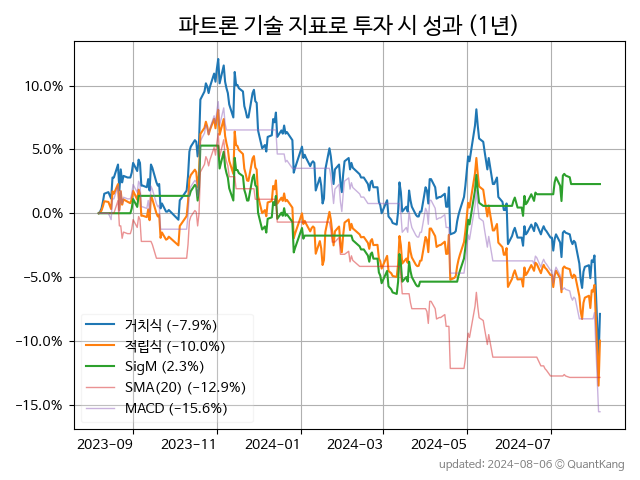 파트론 기술 지표로 투자 시 성과 (1년)
10.0%
5.0%
0.0%
−5.0%
−10.0%
−15.0%
거치식 (−7.9%)
적립식 (−10.0%)
SigM (2.3%)
SMA(20) (−12.9%)
MACD (−15.6%)
2023-09 2023-11 2024-01 2024-03 2024-05 2024-07
updated: 2024-08-06 © QuantKang